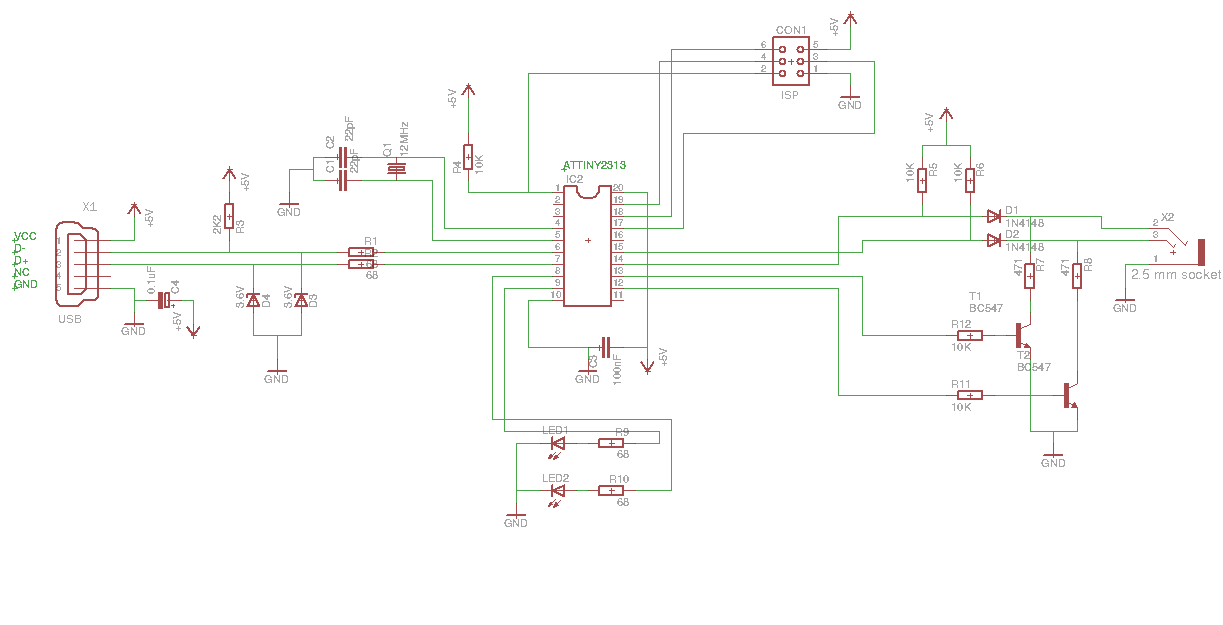 CON1
+5V
6
5
4
3
2
1
ISP
GND
+5V
C2
22pF
C1
22pF
Q1
12MHz
GND
R4
10K
ATTINY2313
IC2
1
2
3
4
5
6
7
8
9
10
20
19
18
17
16
15
14
13
12
11
+5V
10K
R5
R6
10K
D1
1N4148
D2
1N4148
X2
2
3
1
2.5 mm socket
GND
471
R7
471
R8
+5V
2K2
R3
X1
+5V
VCC
D-
D+
NC
GND
1
2
3
4
5
USB
0.1uF
C4
+5V
GND
3.6V
D4
3.6V
D3
GND
R1
R2
68
C3
100nF
GND
+5V
T1
BC547
R12
10K
T2
BC547
R11
10K
GND
LED1
R9
68
LED2
R10
68
GND